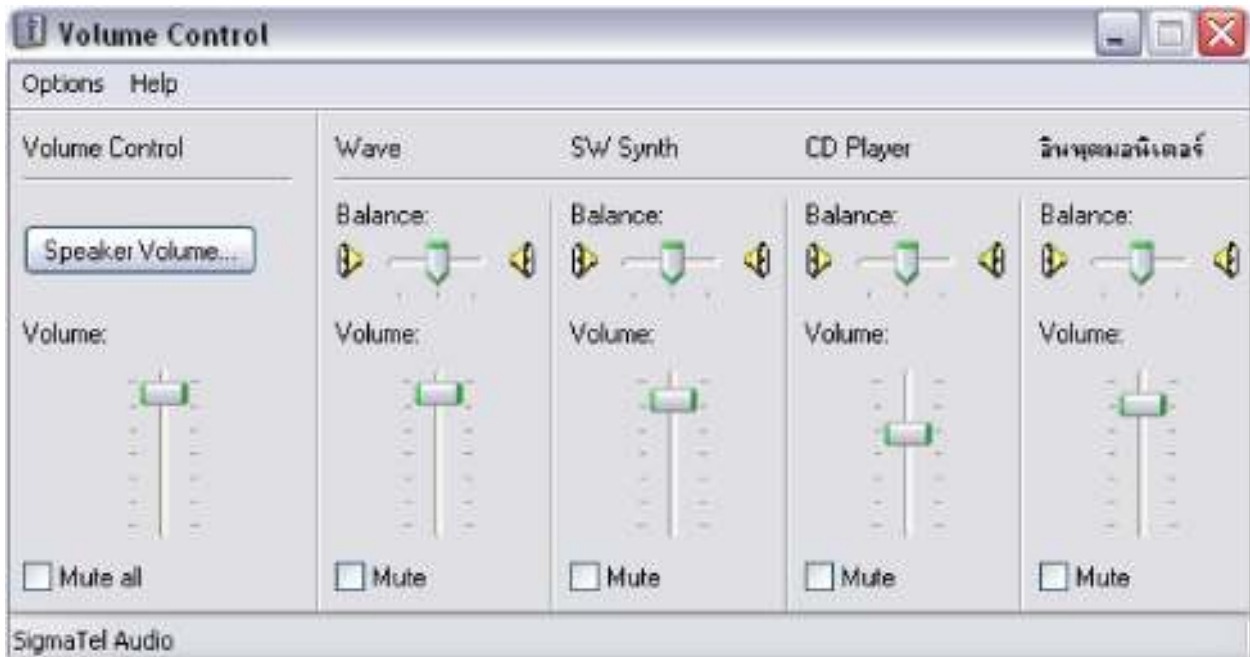 Volume Control
Options Help
Volume Control Wave SW Synth CD Player อินพุตมอนิเตอร์
Balance: Balance: Balance: Balance:
Speaker Volume...
Volume: Volume: Volume: Volume: Volume:
Mute all Mute Mute Mute Mute
SigmaTel Audio